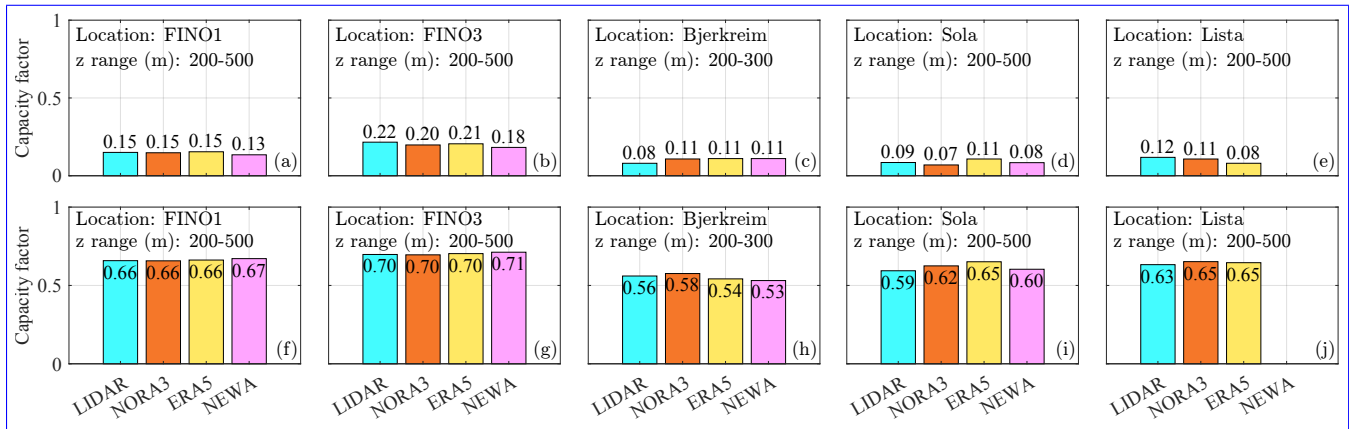 1
0.5
0
Capacity factor
Location: FINO1
z range (m): 200-500
0.15 0.15 0.15 0.13
(a)
Location: FINO3
z range (m): 200-500
0.22 0.20 0.21 0.18
(b)
Location: Bjerkreim
z range (m): 200-300
0.08 0.11 0.11 0.11
(c)
Location: Sola
z range (m): 200-500
0.09 0.07 0.11 0.08
(d)
Location: Lista
z range (m): 200-500
0.12 0.11 0.08
(e)
1
0.5
0
Capacity factor
Location: FINO1
z range (m): 200-500
0.66 0.66 0.66 0.67
(f)
LIDAR NORA3 ERA5 NEWA
Location: FINO3
z range (m): 200-500
0.70 0.70 0.70 0.71
(g)
LIDAR NORA3 ERA5 NEWA
Location: Bjerkreim
z range (m): 200-300
0.56 0.58 0.54 0.53
(h)
LIDAR NORA3 ERA5 NEWA
Location: Sola
z range (m): 200-500
0.59 0.62 0.65 0.60
(i)
LIDAR NORA3 ERA5 NEWA
Location: Lista
z range (m): 200-500
0.63 0.65 0.65
(j)
LIDAR NORA3 ERA5 NEWA